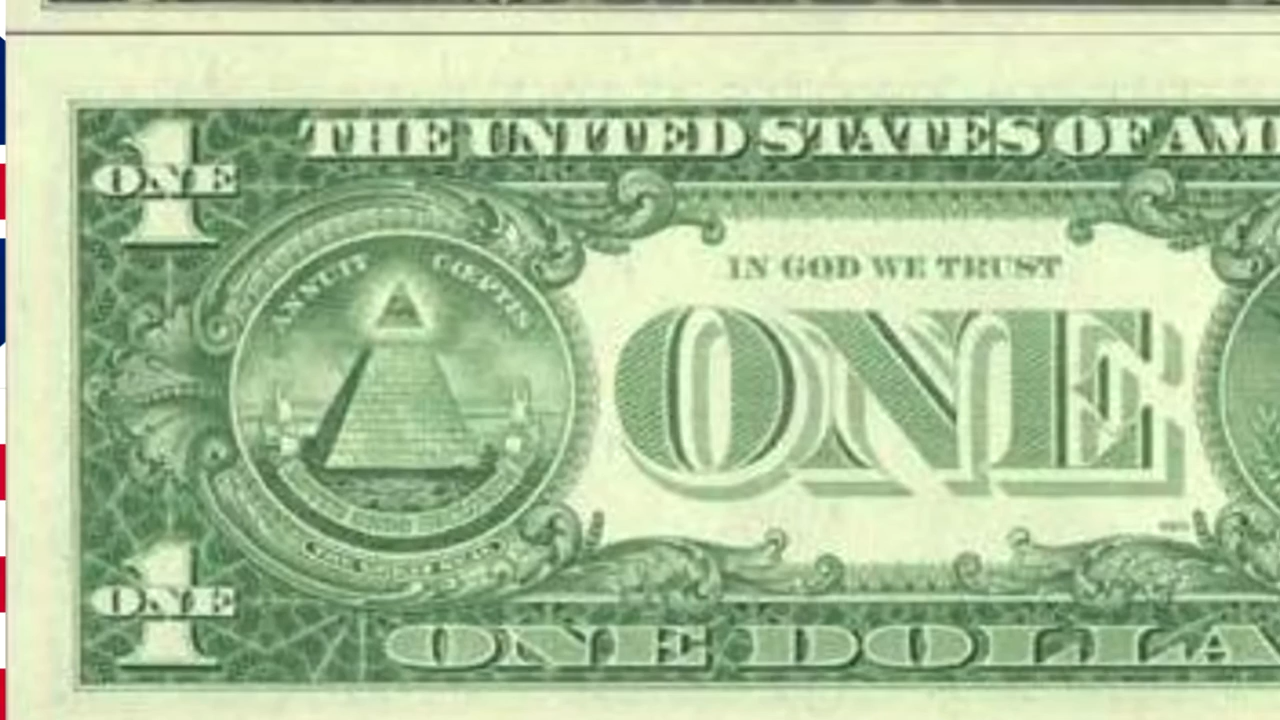 1
ONE
THE UNITED STATES OF AM
ANNUIT COEPTIS
IN GOD WE TRUST
ONE
1
ONE
ONE DOLLA